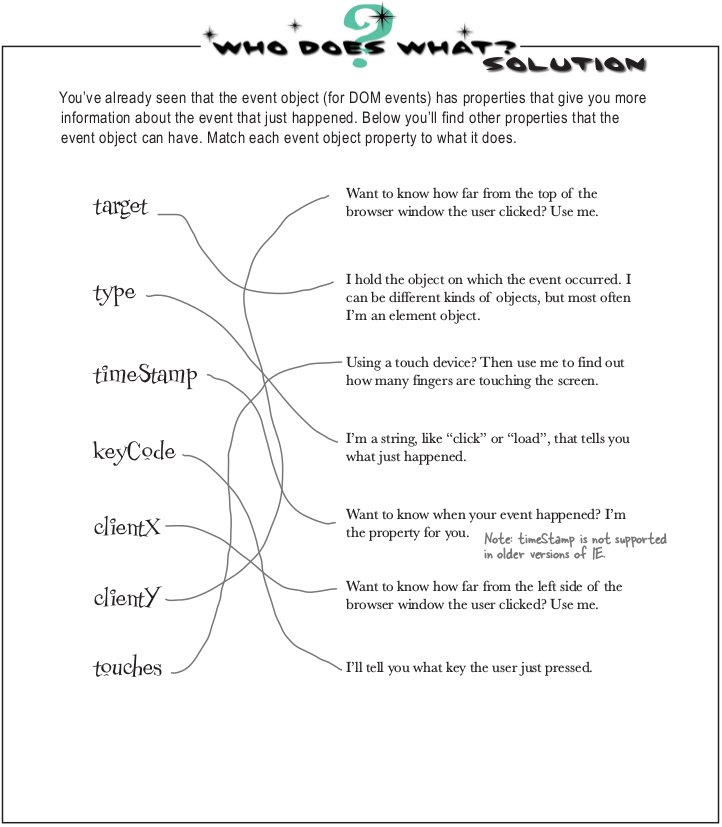 WHO DOES WHAT?
SOLUTION
You've already seen that the event object (for DOM events) has properties that give you more
information about the event that just happened. Below you'll find other properties that the
event object can have. Match each event object property to what it does.
target
Want to know how far from the top of the
browser window the user clicked? Use me.
type
I hold the object on which the event occurred. I
can be different kinds of objects, but most often
I'm an element object.
timeStamp
Using a touch device? Then use me to find out
how many fingers are touching the screen.
keyCode
I'm a string, like “click” or “load”, that tells you
what just happened.
clientX
Want to know when your event happened? I'm
the property for you.
Note: timeStamp is not supported
in older versions of IE.
clientY
Want to know how far from the left side of the
browser window the user clicked? Use me.
touches
I'll tell you what key the user just pressed.